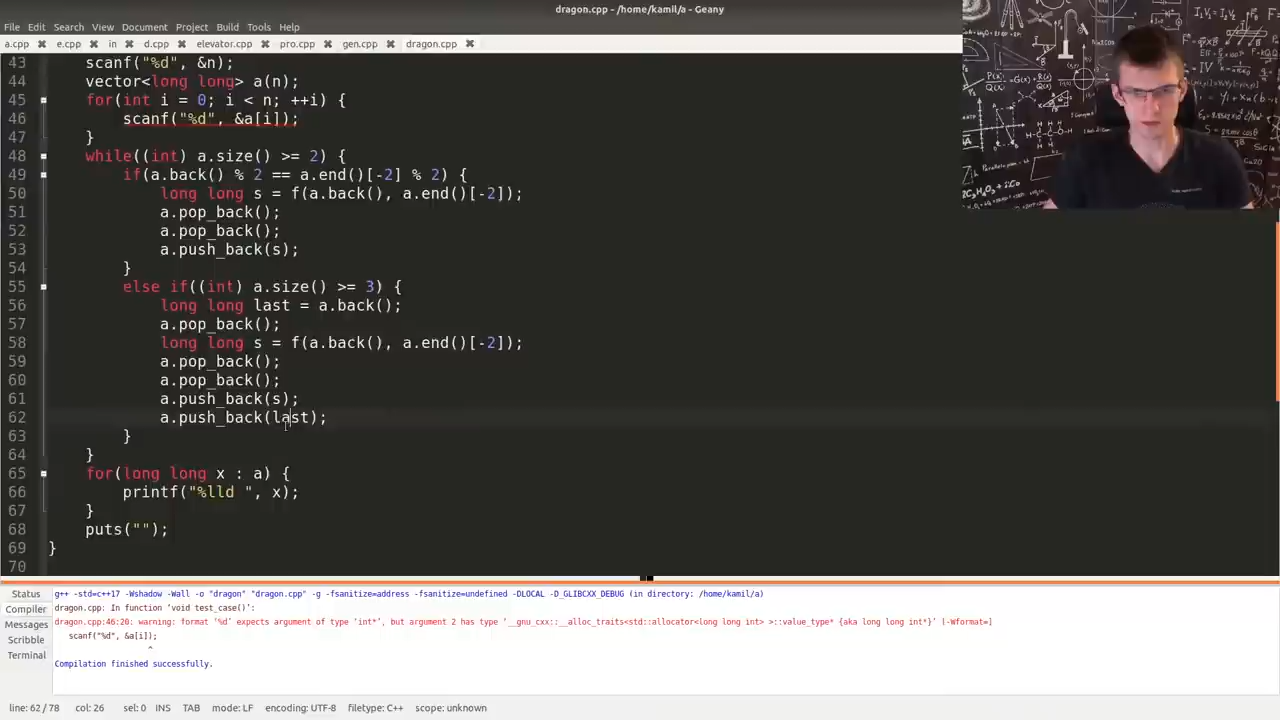 dragon.cpp - /home/kamil/a - Geany
File Edit Search View Document Project Build Tools Help
a.cpp e.cpp in d.cpp elevator.cpp pro.cpp gen.cpp dragon.cpp
43 scanf("%d", &n);
44 vector<long long> a(n);
45 for(int i = 0; i < n; ++i) {
46 scanf("%d", &a[i]);
47 }
48 while((int) a.size() >= 2) {
49 if(a.back() % 2 == a.end()[-2] % 2) {
50 long long s = f(a.back(), a.end()[-2]);
51 a.pop_back();
52 a.pop_back();
53 a.push_back(s);
54 }
55 else if((int) a.size() >= 3) {
56 long long last = a.back();
57 a.pop_back();
58 long long s = f(a.back(), a.end()[-2]);
59 a.pop_back();
60 a.pop_back();
61 a.push_back(s);
62 a.push_back(last);
63 }
64 }
65 for(long long x : a) {
66 printf("%lld ", x);
67 }
68 puts("");
69 }
70
Status
Compiler
Messages
Scribble
Terminal
g++ -std=c++17 -Wshadow -Wall -o "dragon" "dragon.cpp" -g -fsanitize=address -fsanitize=undefined -DLOCAL -D_GLIBCXX_DEBUG (in directory: /home/kamil/a)
dragon.cpp: In function ‘void test_case()’:
dragon.cpp:46:20: warning: format ‘%d’ expects argument of type ‘int*’, but argument 2 has type ‘__gnu_cxx::__alloc_traits<std::allocator<long long int> >::value_type* {aka long long int*}’ [-Wformat=]
scanf("%d", &a[i]);
^
Compilation finished successfully.
line: 62 / 78 col: 26 sel: 0 INS TAB mode: LF encoding: UTF-8 filetype: C++ scope: unknown